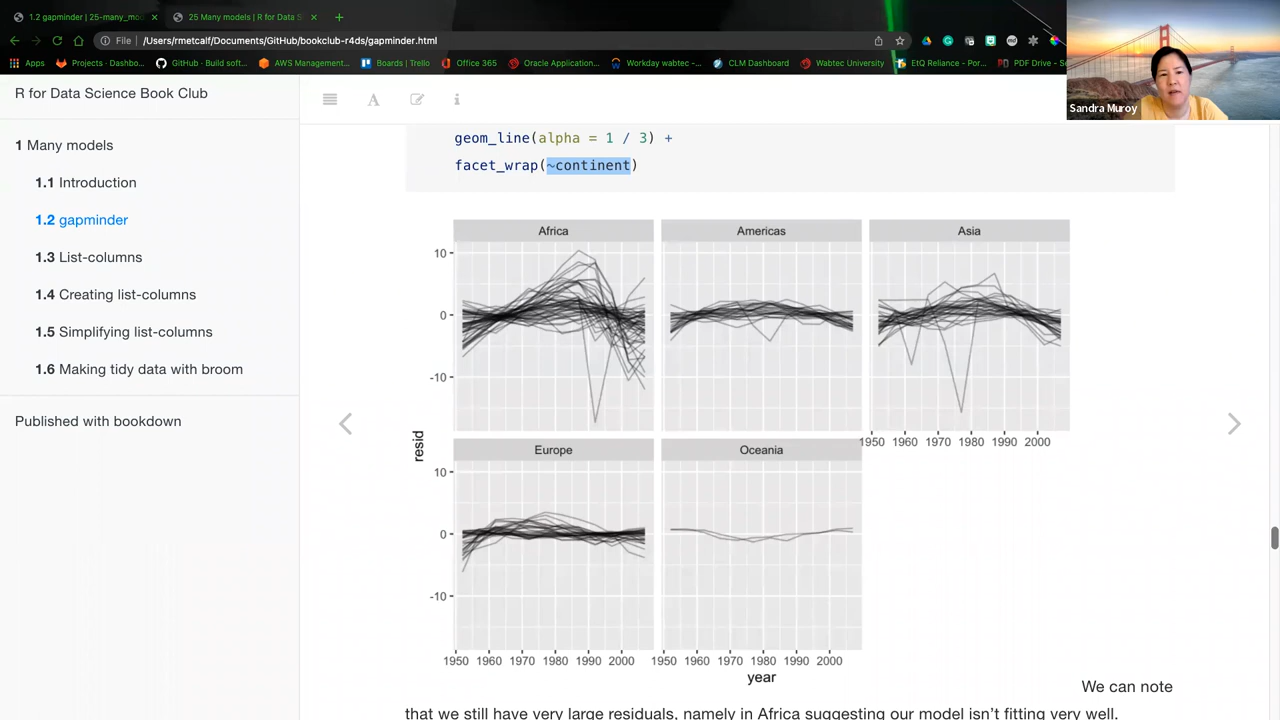 1.2 gapminder | 25-many_mo
25 Many models | R for Data S
File
/Users/rmetcalf/Documents/GitHub/bookclub-r4ds/gapminder.html
Apps
Projects - Dashbo...
GitHub - Build soft...
AWS Management...
Boards | Trello
Office 365
Oracle Application...
Workday wabtec -...
CLM Dashboard
Wabtec University
EtQ Reliance - Por...
PDF Drive - Se
Sandra Muroy
R for Data Science Book Club
1 Many models
1.1 Introduction
1.2 gapminder
1.3 List-columns
1.4 Creating list-columns
1.5 Simplifying list-columns
1.6 Making tidy data with broom
Published with bookdown
geom_line(alpha = 1 / 3) +
facet_wrap(~continent)
Africa
Americas
Asia
10
0
-10
1950 1960 1970 1980 1990 2000
resid
Europe
Oceania
10
0
-10
1950 1960 1970 1980 1990 2000
1950 1960 1970 1980 1990 2000
year
We can note
that we still have very large residuals, namely in Africa suggesting our model isn't fitting very well.